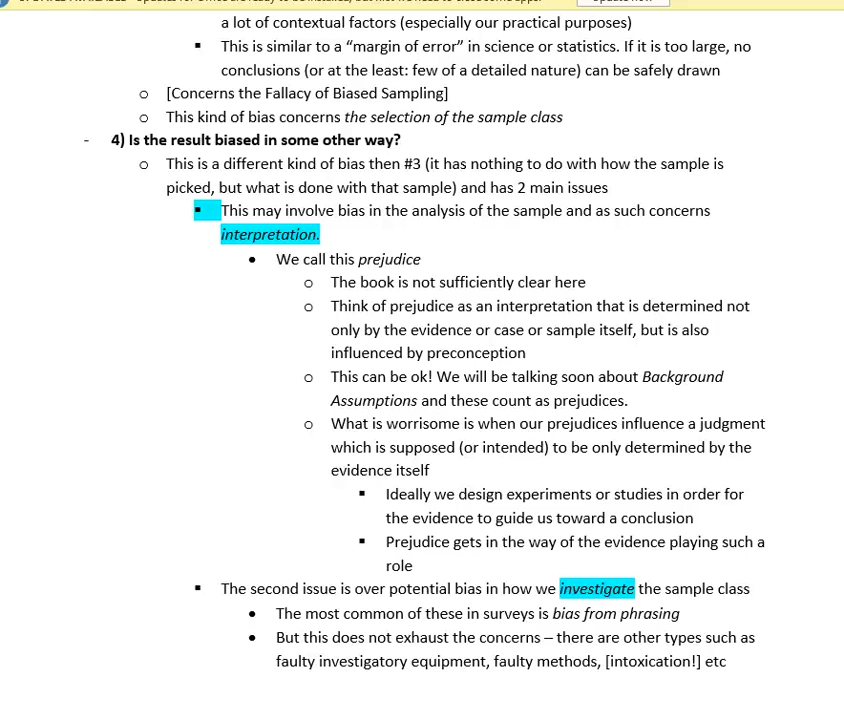 a lot of contextual factors (especially our practical purposes)
▪ This is similar to a “margin of error” in science or statistics. If it is too large, no
conclusions (or at the least: few of a detailed nature) can be safely drawn
o [Concerns the Fallacy of Biased Sampling]
o This kind of bias concerns the selection of the sample class
- 4) Is the result biased in some other way?
o This is a different kind of bias then #3 (it has nothing to do with how the sample is
picked, but what is done with that sample) and has 2 main issues
▪ This may involve bias in the analysis of the sample and as such concerns
interpretation.
• We call this prejudice
o The book is not sufficiently clear here
o Think of prejudice as an interpretation that is determined not
only by the evidence or case or sample itself, but is also
influenced by preconception
o This can be ok! We will be talking soon about Background
Assumptions and these count as prejudices.
o What is worrisome is when our prejudices influence a judgment
which is supposed (or intended) to be only determined by the
evidence itself
▪ Ideally we design experiments or studies in order for
the evidence to guide us toward a conclusion
▪ Prejudice gets in the way of the evidence playing such a
role
▪ The second issue is over potential bias in how we investigate the sample class
• The most common of these in surveys is bias from phrasing
• But this does not exhaust the concerns – there are other types such as
faulty investigatory equipment, faulty methods, [intoxication!] etc